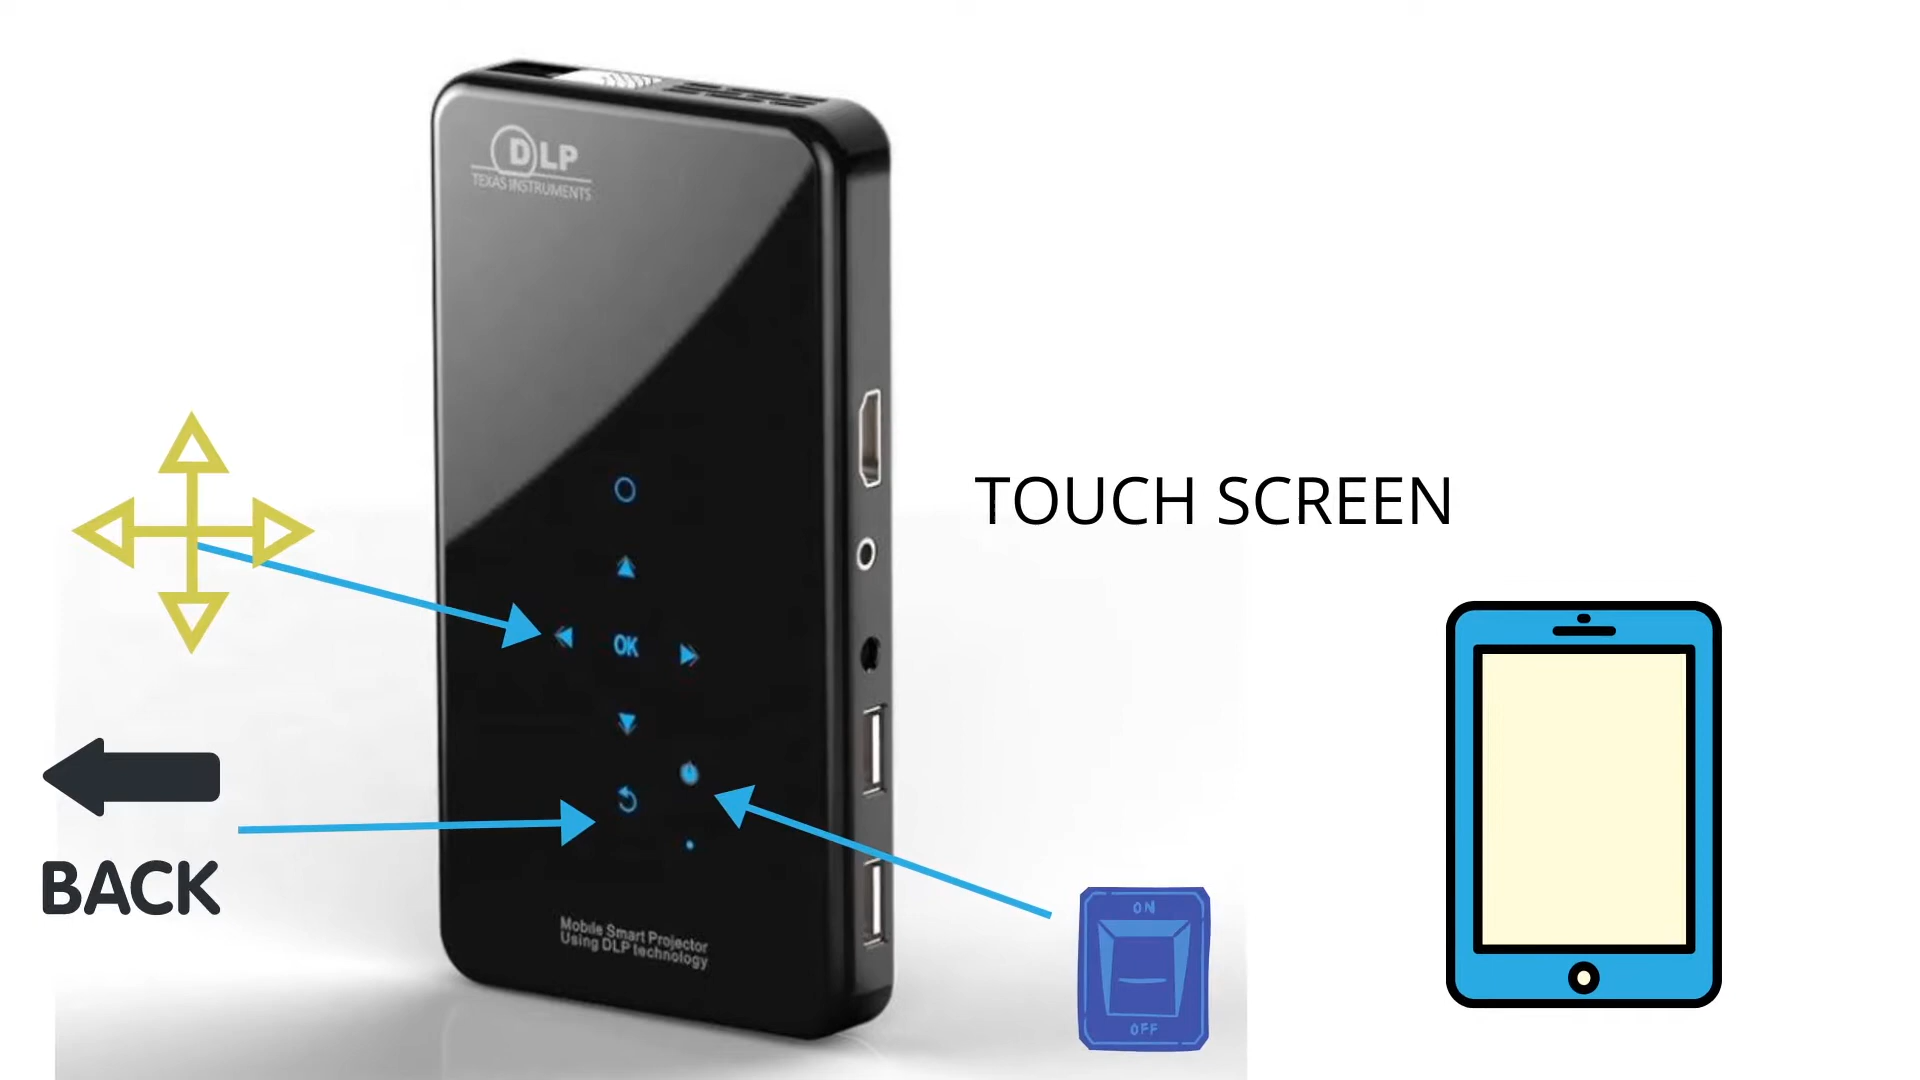 DLP
TEXAS INSTRUMENTS
TOUCH SCREEN
OK
BACK
ON
OFF
Mobile Smart Projector
Using DLP technology